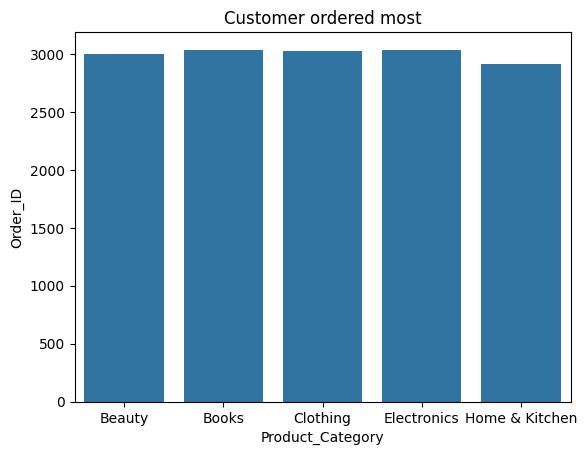 Customer ordered most
Order_ID
3000
2500
2000
1500
1000
500
0
Beauty Books Clothing Electronics Home & Kitchen
Product_Category